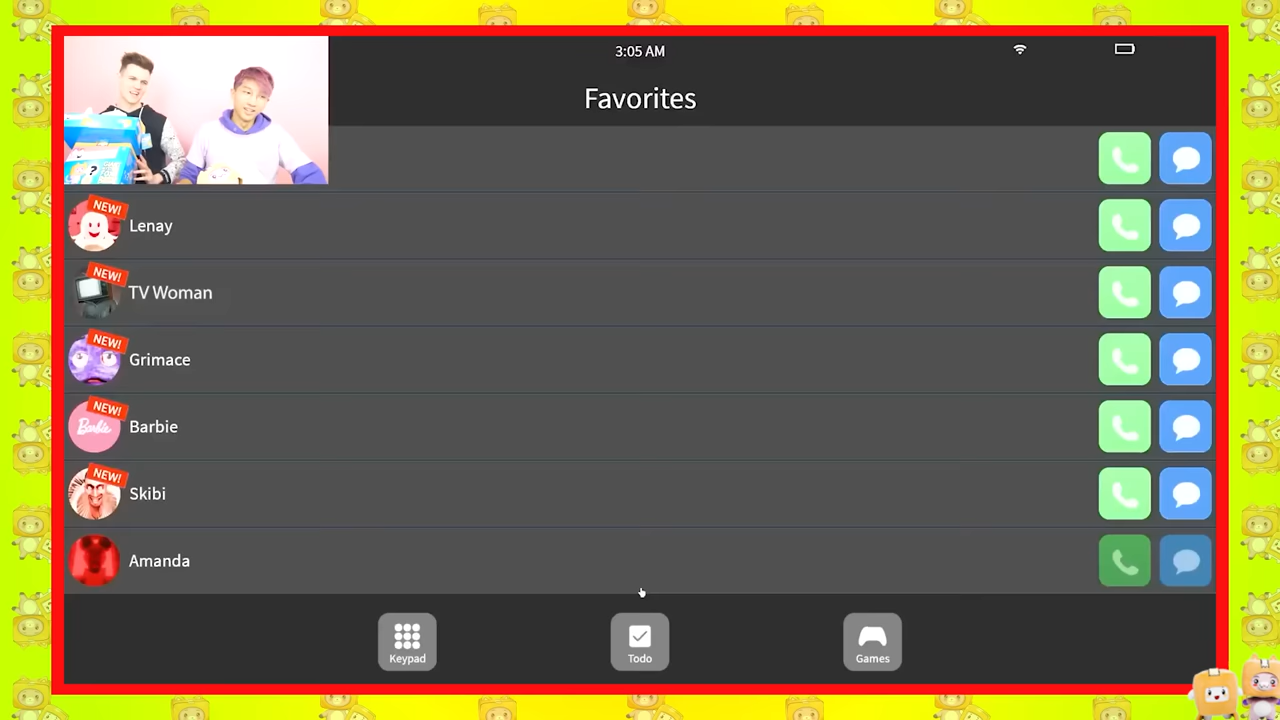 3:05 AM
Favorites
?
NEW!
Lenay
NEW!
TV Woman
NEW!
Grimace
NEW!
Barbie
Barbie
NEW!
Skibi
Amanda
Keypad
Todo
Games